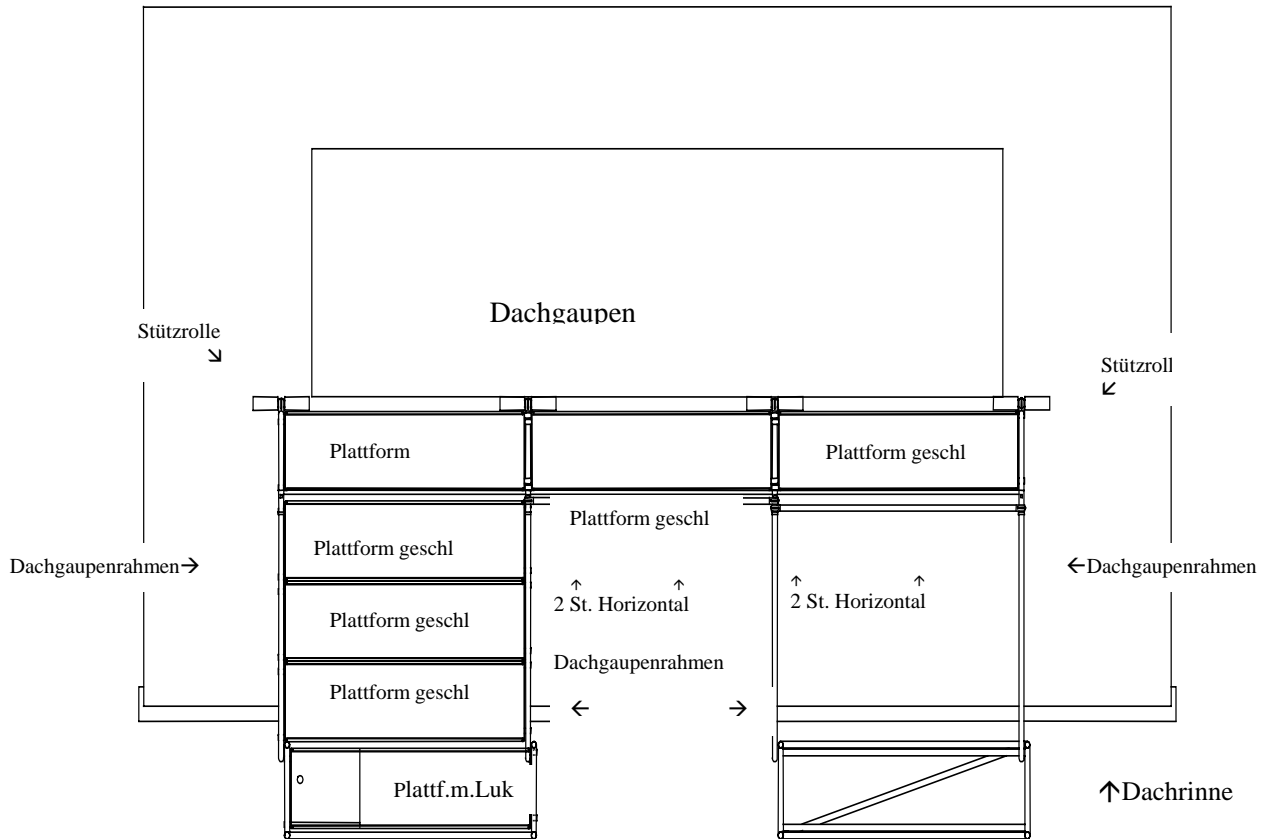 Dachgaupen
Stützrolle
Stützroll
Plattform
Plattform geschl
Plattform geschl
Plattform geschl
Dachgaupenrahmen→
←Dachgaupenrahmen
2 St. Horizontal
2 St. Horizontal
Plattform geschl
Dachgaupenrahmen
Plattform geschl
Plattf.m.Luk
↑Dachrinne